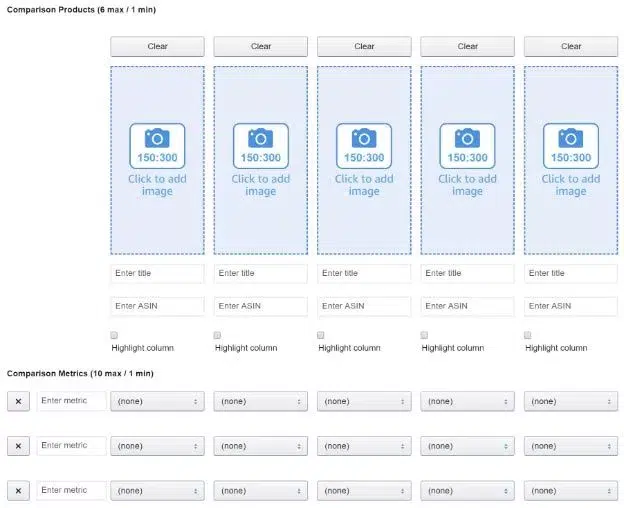 Comparison Products (6 max / 1 min)
Clear Clear Clear Clear Clear
150:300 150:300 150:300 150:300 150:300
Click to add Click to add Click to add Click to add Click to add
image image image image image
Enter title Enter title Enter title Enter title Enter title
Enter ASIN Enter ASIN Enter ASIN Enter ASIN Enter ASIN
Highlight column Highlight column Highlight column Highlight column Highlight column
Comparison Metrics (10 max / 1 min)
× Enter metric (none) (none) (none) (none) (none)
× Enter metric (none) (none) (none) (none) (none)
× Enter metric (none) (none) (none) (none) (none)